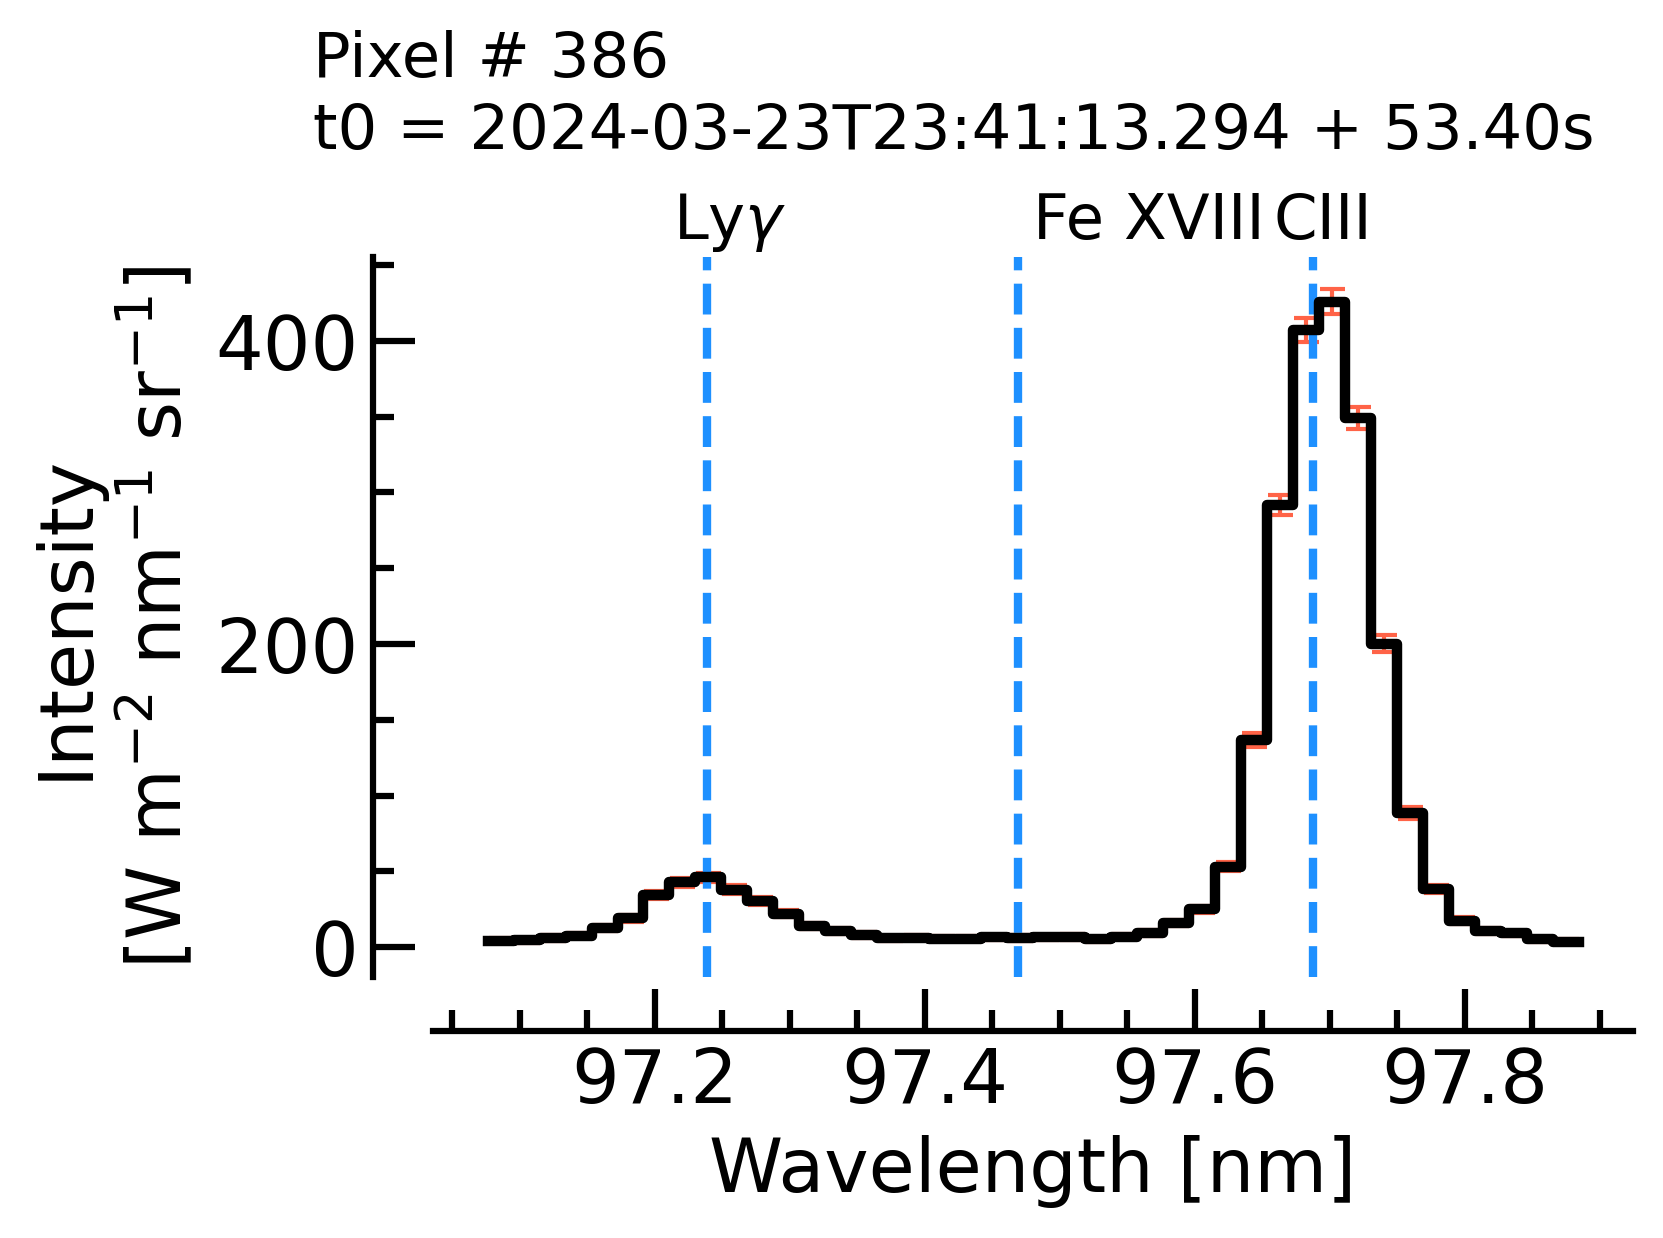 Pixel # 386
t0 = 2024-03-23T23:41:13.294 + 53.40s
Lyγ Fe XVIII CIII
Intensity
[W m⁻² nm⁻¹ sr⁻¹]
400
200
0
97.2 97.4 97.6 97.8
Wavelength [nm]